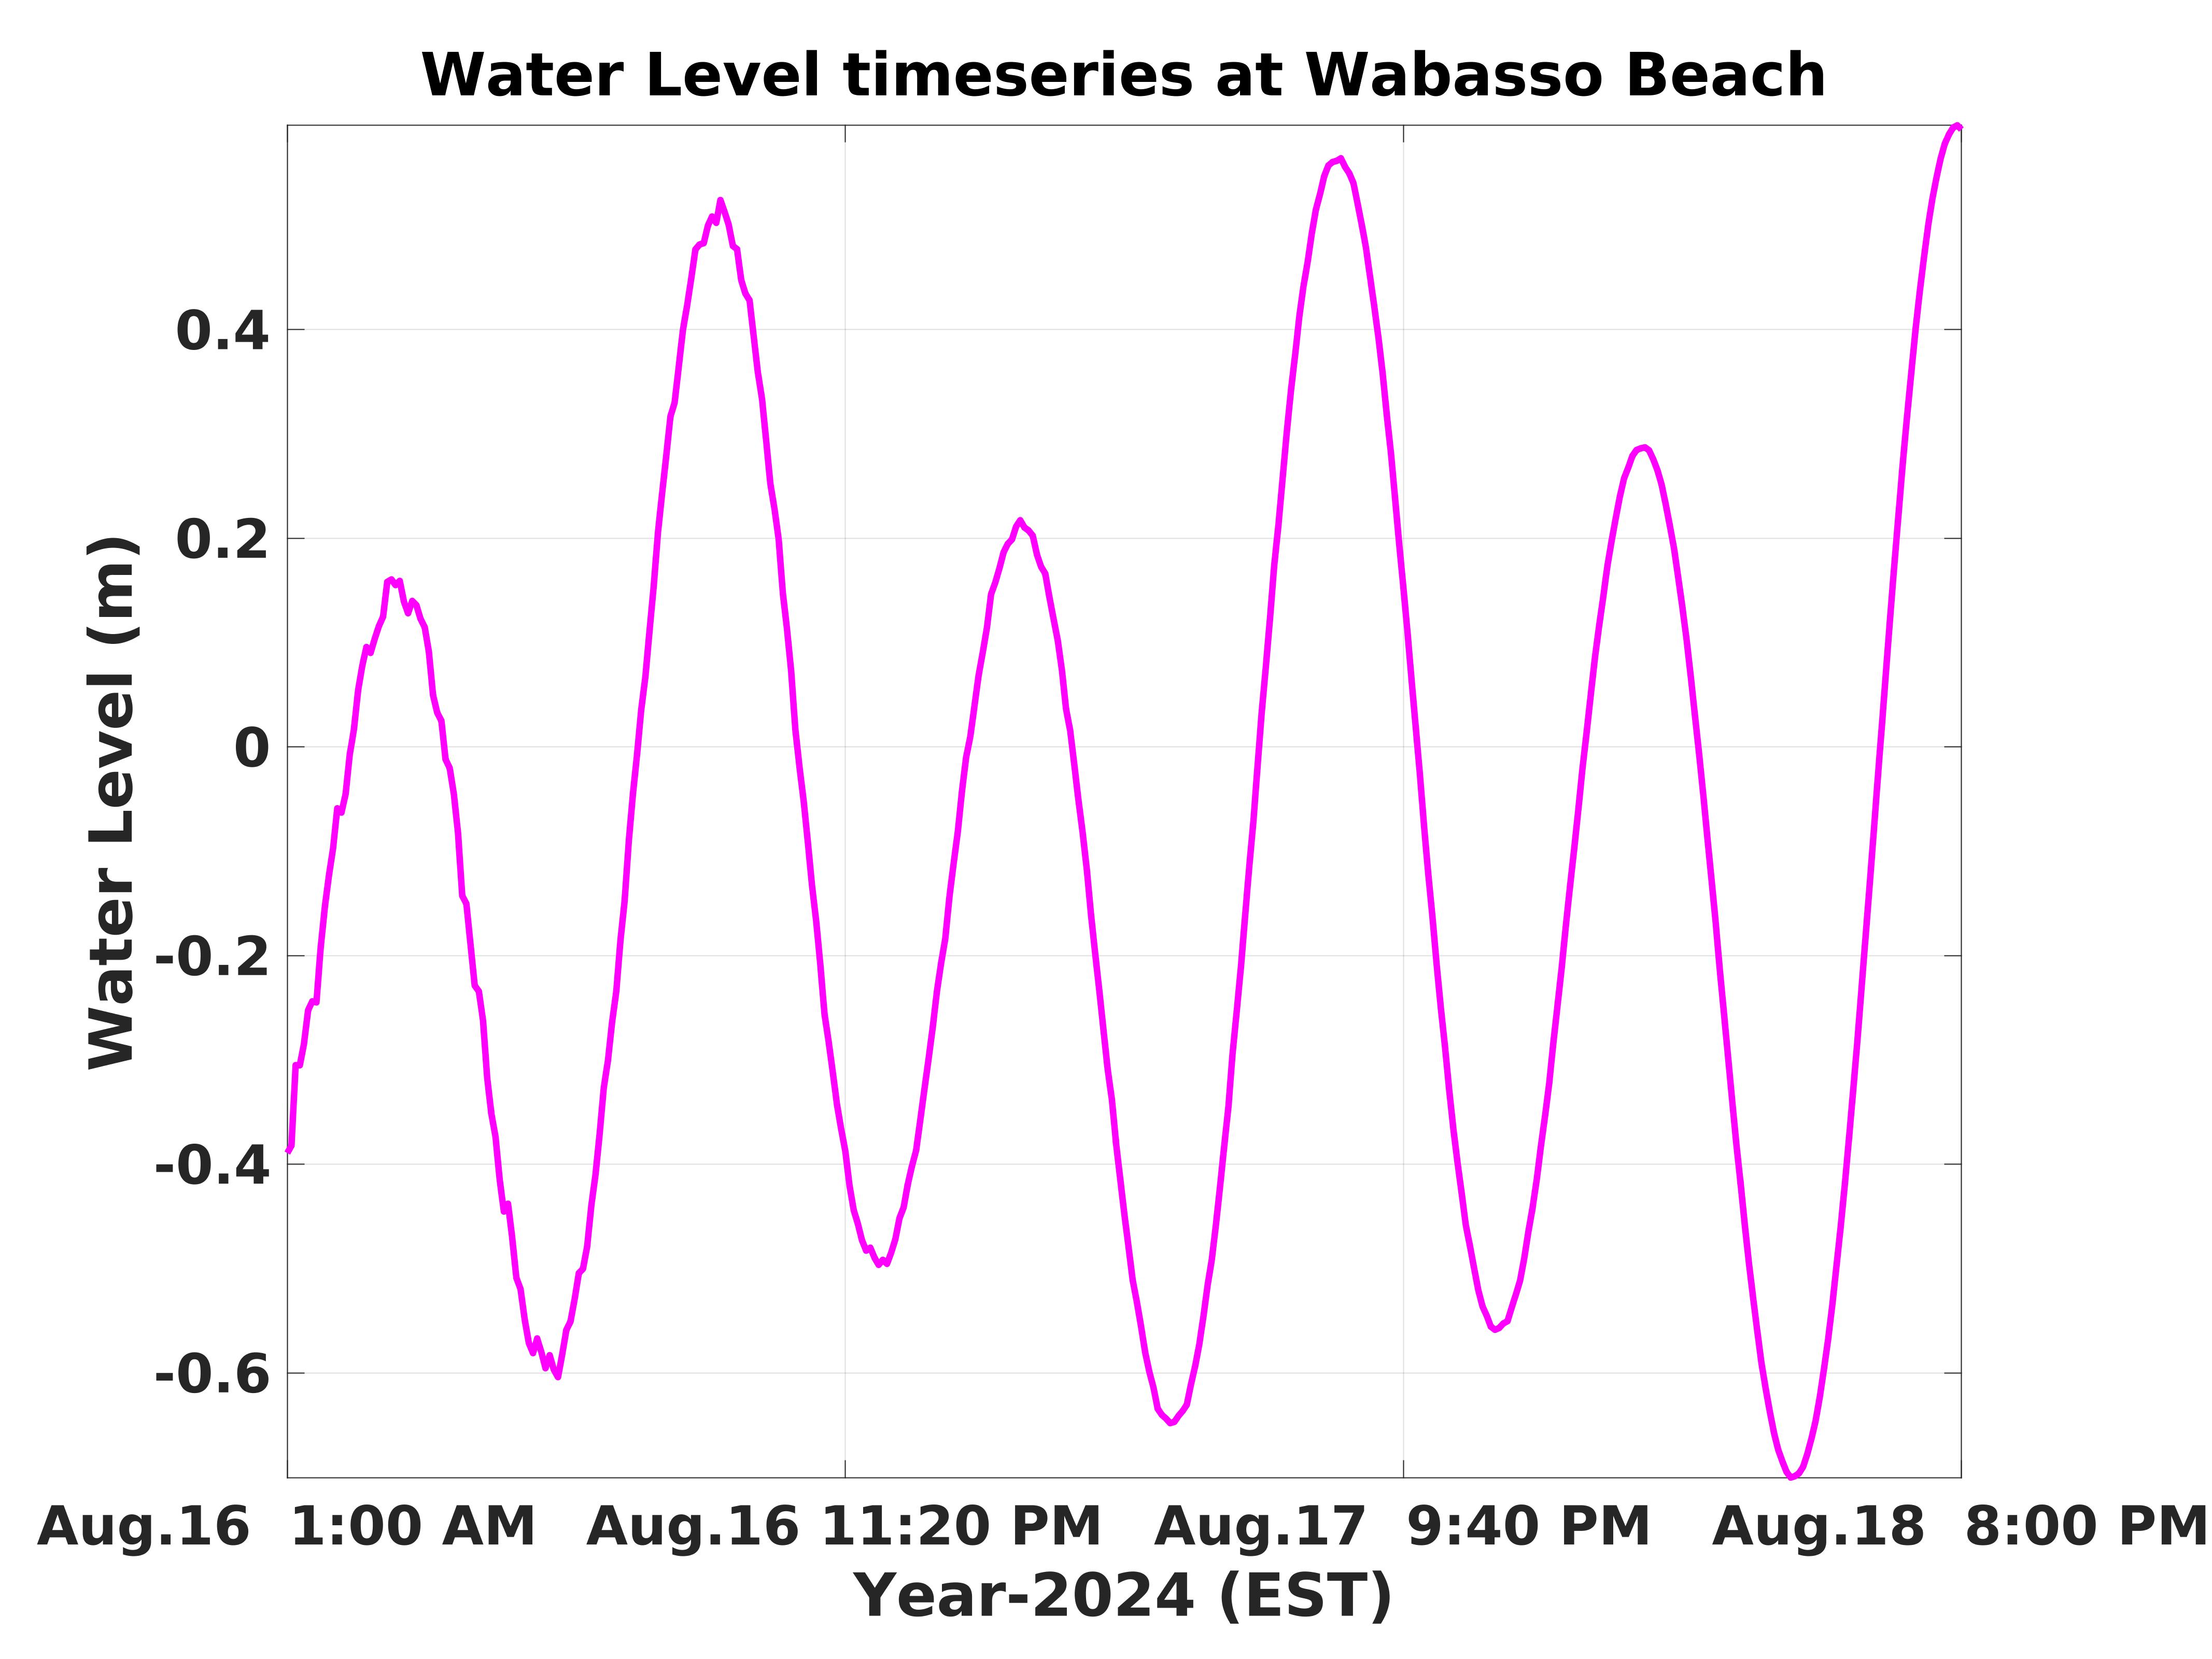 Water Level timeseries at Wabasso Beach
0.4
0.2
0
-0.2
-0.4
-0.6
Water Level (m)
Aug.16 1:00 AM Aug.16 11:20 PM Aug.17 9:40 PM Aug.18 8:00 PM
Year-2024 (EST)